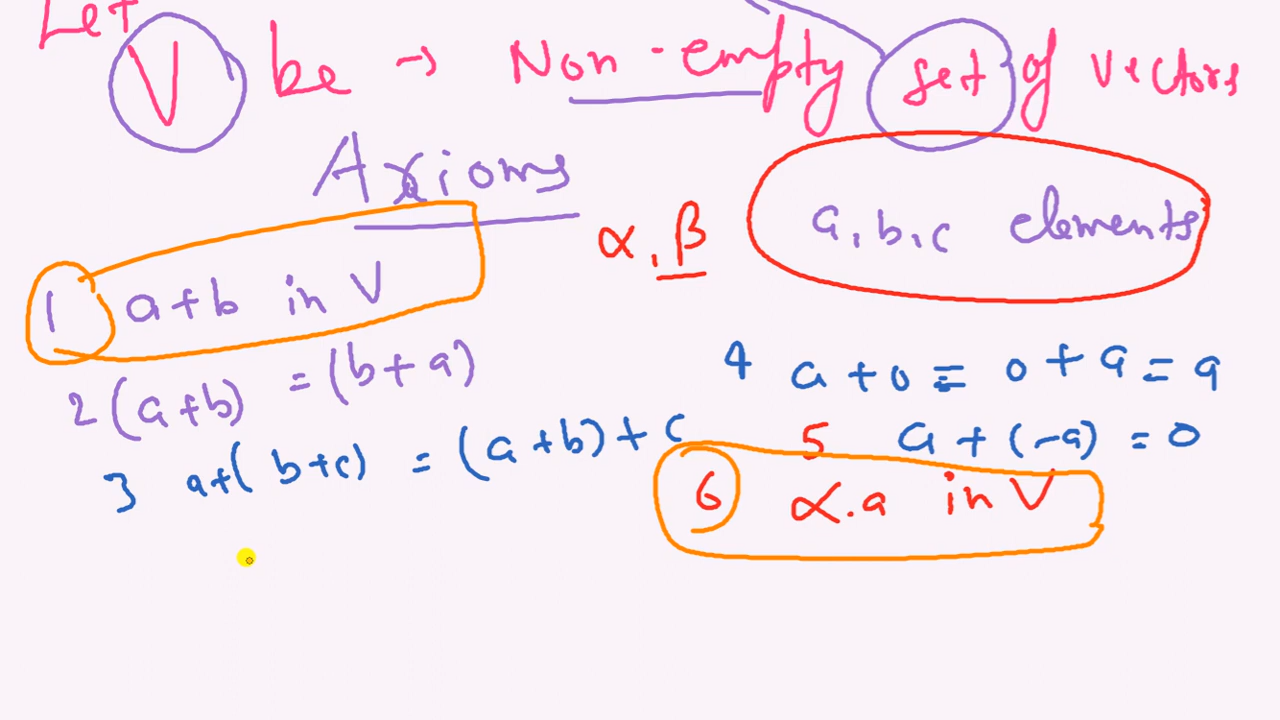 Let
V be → Non-empty set of vectors
Axioms
α, β
a, b, c elements
1 a+b in V
2 (a+b) = (b+a)
3 a+(b+c) = (a+b)+c
4 a+0 = 0+a = a
5 a+(-a) = 0
6 α.a in V